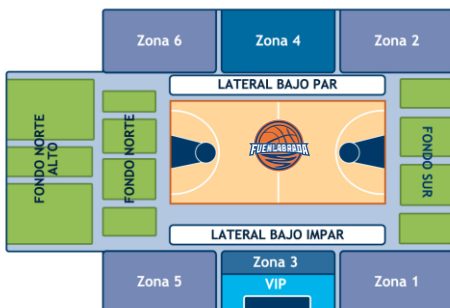 Zona 6
Zona 4
Zona 2
LATERAL BAJO PAR
FONDO NORTE
ALTO
FONDO NORTE
FUENLABRADA
FONDO SUR
LATERAL BAJO IMPAR
Zona 5
Zona 3
VIP
Zona 1